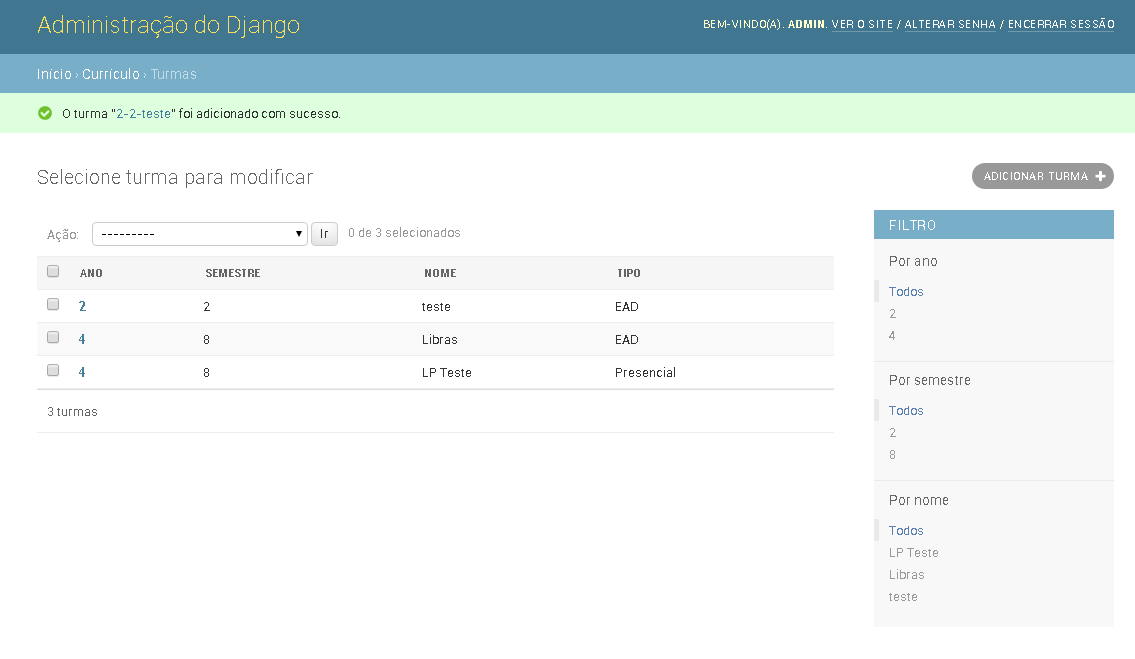 Administração do Django
BEM-VINDO(A), ADMIN. VER O SITE / ALTERAR SENHA / ENCERRAR SESSÃO
Início › Currículo › Turmas
O turma "2-2-teste" foi adicionado com sucesso.
Selecione turma para modificar
ADICIONAR TURMA
Ação: --------- Ir 0 de 3 selecionados
ANO SEMESTRE NOME TIPO
2 2 teste EAD
4 8 Libras EAD
4 8 LP Teste Presencial
3 turmas
FILTRO
Por ano
Todos
2
4
Por semestre
Todos
2
8
Por nome
Todos
LP Teste
Libras
teste